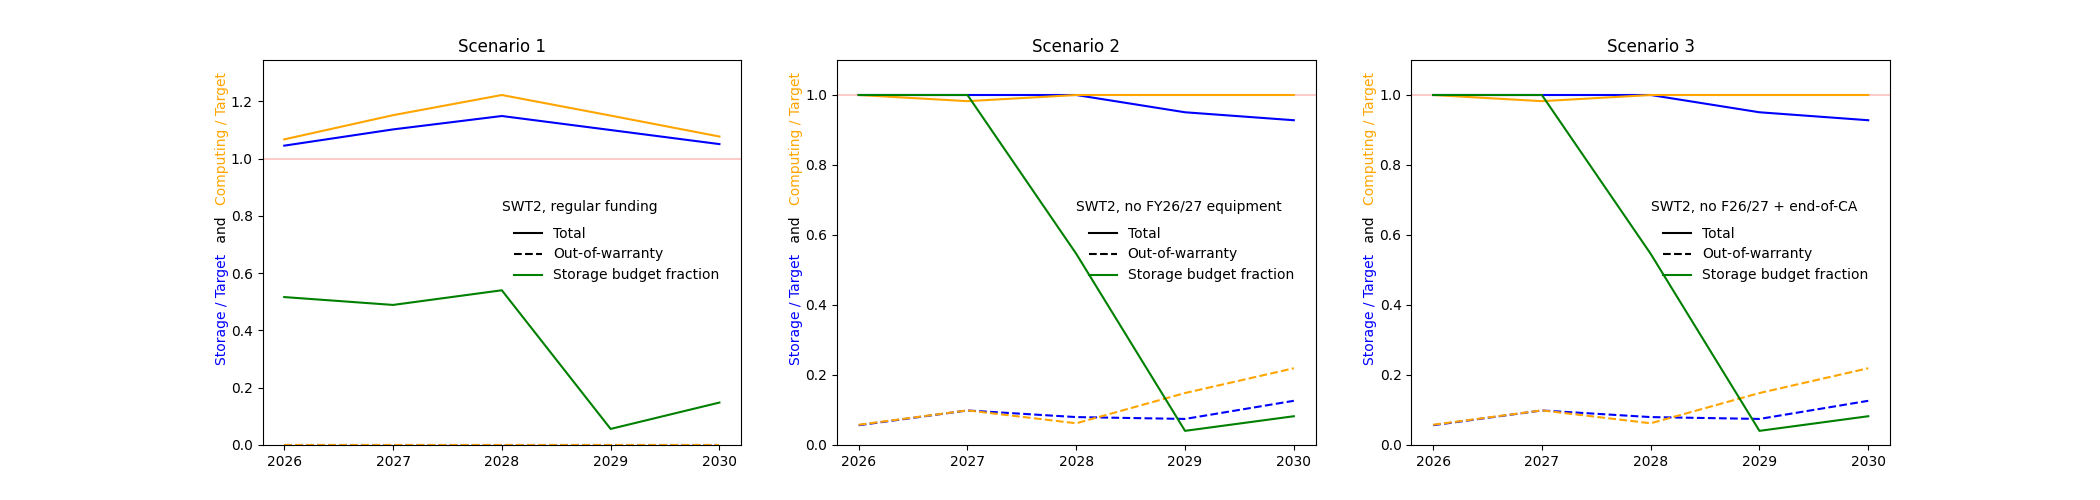 Scenario 1
Storage / Target and Computing / Target
1.2
1.0
0.8
0.6
0.4
0.2
0.0
SWT2, regular funding
Total
Out-of-warranty
Storage budget fraction
2026 2027 2028 2029 2030
Scenario 2
Storage / Target and Computing / Target
1.0
0.8
0.6
0.4
0.2
0.0
SWT2, no FY26/27 equipment
Total
Out-of-warranty
Storage budget fraction
2026 2027 2028 2029 2030
Scenario 3
Storage / Target and Computing / Target
1.0
0.8
0.6
0.4
0.2
0.0
SWT2, no F26/27 + end-of-CA
Total
Out-of-warranty
Storage budget fraction
2026 2027 2028 2029 2030